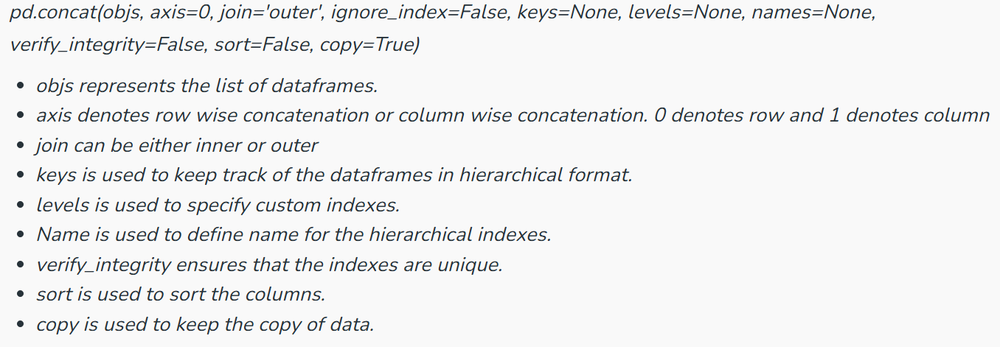 pd.concat(objs, axis=0, join='outer', ignore_index=False, keys=None, levels=None, names=None,
verify_integrity=False, sort=False, copy=True)
• objs represents the list of dataframes.
• axis denotes row wise concatenation or column wise concatenation. 0 denotes row and 1 denotes column
• join can be either inner or outer
• keys is used to keep track of the dataframes in hierarchical format.
• levels is used to specify custom indexes.
• Name is used to define name for the hierarchical indexes.
• verify_integrity ensures that the indexes are unique.
• sort is used to sort the columns.
• copy is used to keep the copy of data.